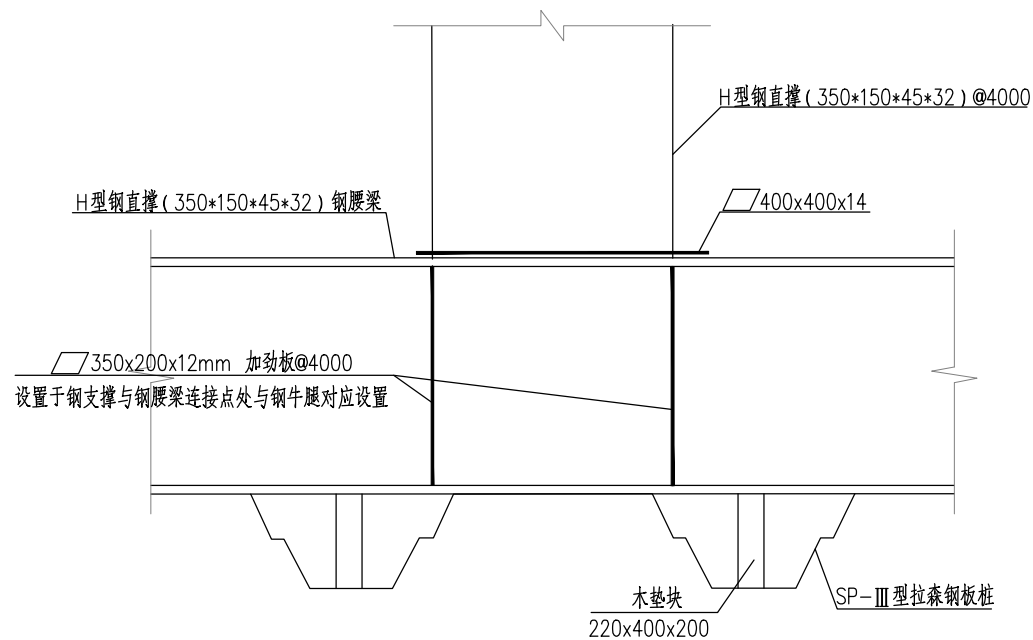 H型钢直撑(350*150*45*32)@4000
H型钢直撑(350*150*45*32)钢腰梁
400x400x14
350x200x12mm 加劲板@4000
设置于钢支撑与钢腰梁连接点处与钢牛腿对应设置
木垫块
220x400x200
SP-Ⅲ型拉森钢板桩